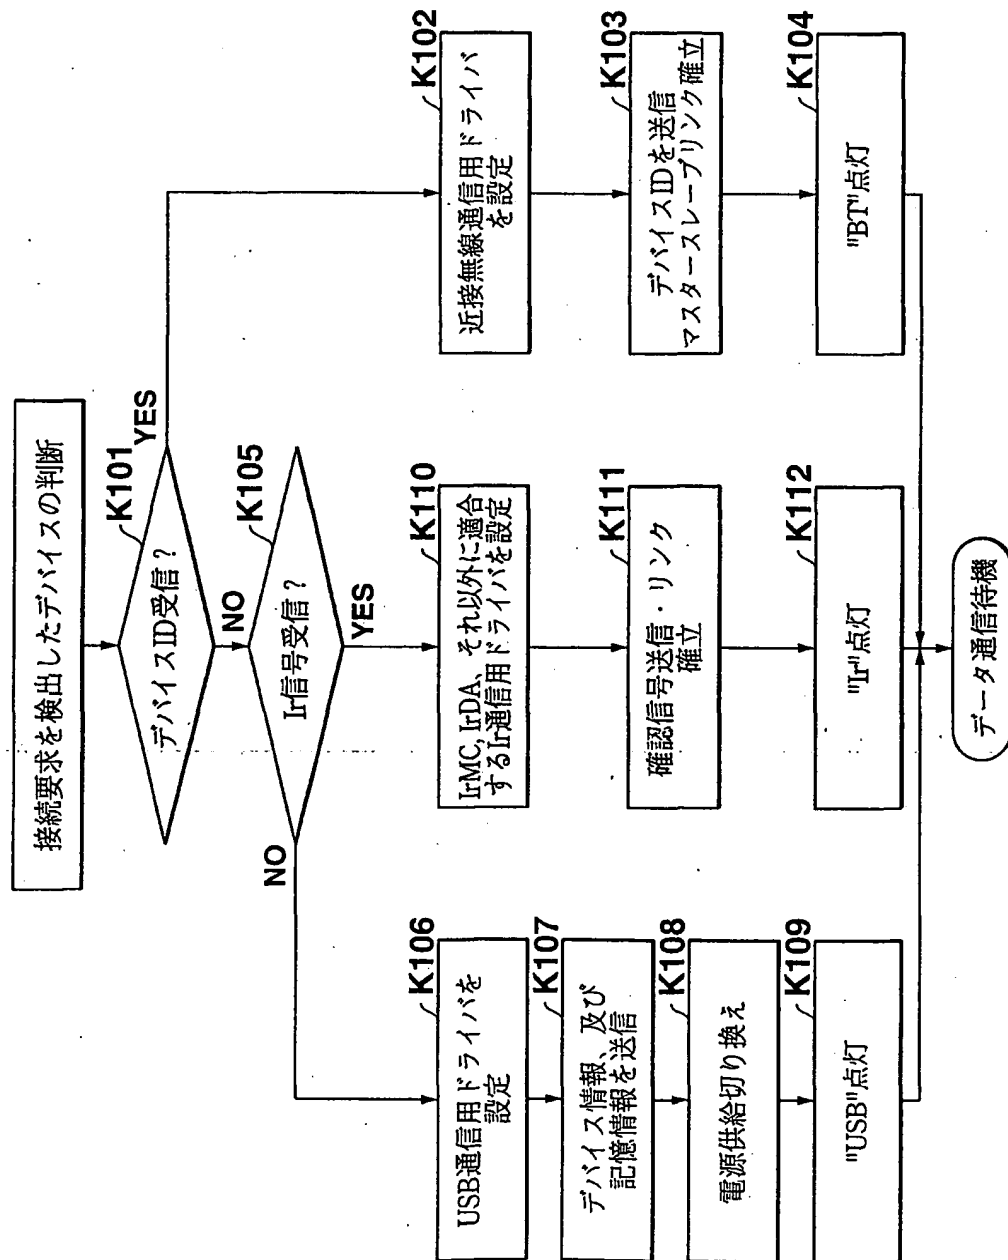 接続要求を検出したデバイスの判断
K101
デバイスID受信?
YES
NO
K105
Ir信号受信?
NO
YES
K102
近接無線通信用ドライバ
を設定
K103
デバイスIDを送信
マスタースレーブリンク確立
K104
"BT"点灯
K110
IrMC, IrDA、それ以外に適合
するIr通信用ドライバを設定
K111
確認信号送信・リンク
確立
K112
"Ir"点灯
K106
USB通信用ドライバを
設定
K107
デバイス情報、及び
記憶情報を送信
K108
電源供給切り換え
K109
"USB"点灯
データ通信待機